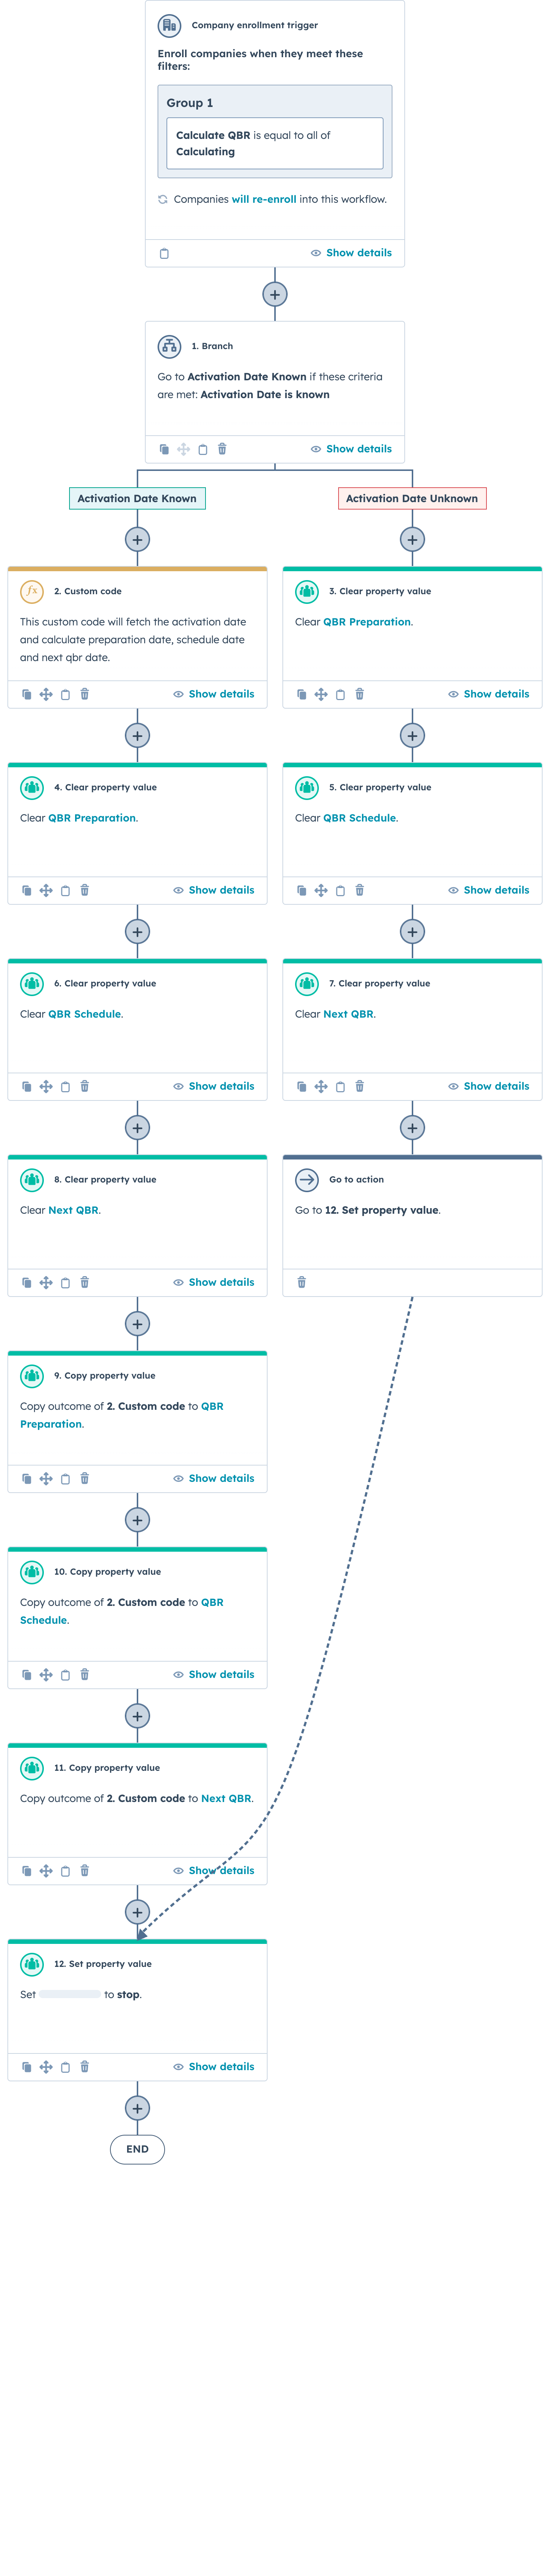 Company enrollment trigger
Enroll companies when they meet these
filters:
Group 1
Calculate QBR is equal to all of
Calculating
Companies will re-enroll into this workflow.
Show details
1. Branch
Go to Activation Date Known if these criteria
are met: Activation Date is known
Show details
Activation Date Known
Activation Date Unknown
fx
2. Custom code
This custom code will fetch the activation date
and calculate preparation date, schedule date
and next qbr date.
Show details
3. Clear property value
Clear QBR Preparation.
Show details
4. Clear property value
Clear QBR Preparation.
Show details
5. Clear property value
Clear QBR Schedule.
Show details
6. Clear property value
Clear QBR Schedule.
Show details
7. Clear property value
Clear Next QBR.
Show details
8. Clear property value
Clear Next QBR.
Show details
Go to action
Go to 12. Set property value.
9. Copy property value
Copy outcome of 2. Custom code to QBR
Preparation.
Show details
10. Copy property value
Copy outcome of 2. Custom code to QBR
Schedule.
Show details
11. Copy property value
Copy outcome of 2. Custom code to Next QBR.
Show details
12. Set property value
Set to stop.
Show details
END